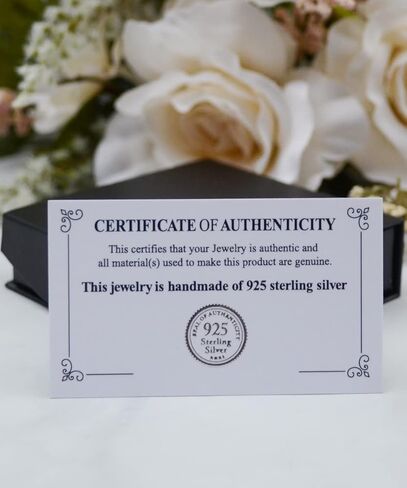 CERTIFICATE OF AUTHENTICITY
This certifies that your Jewelry is authentic and
all material(s) used to make this product are genuine.
This jewelry is handmade of 925 sterling silver
SEAL OF AUTHENTICITY
925
Sterling
Silver